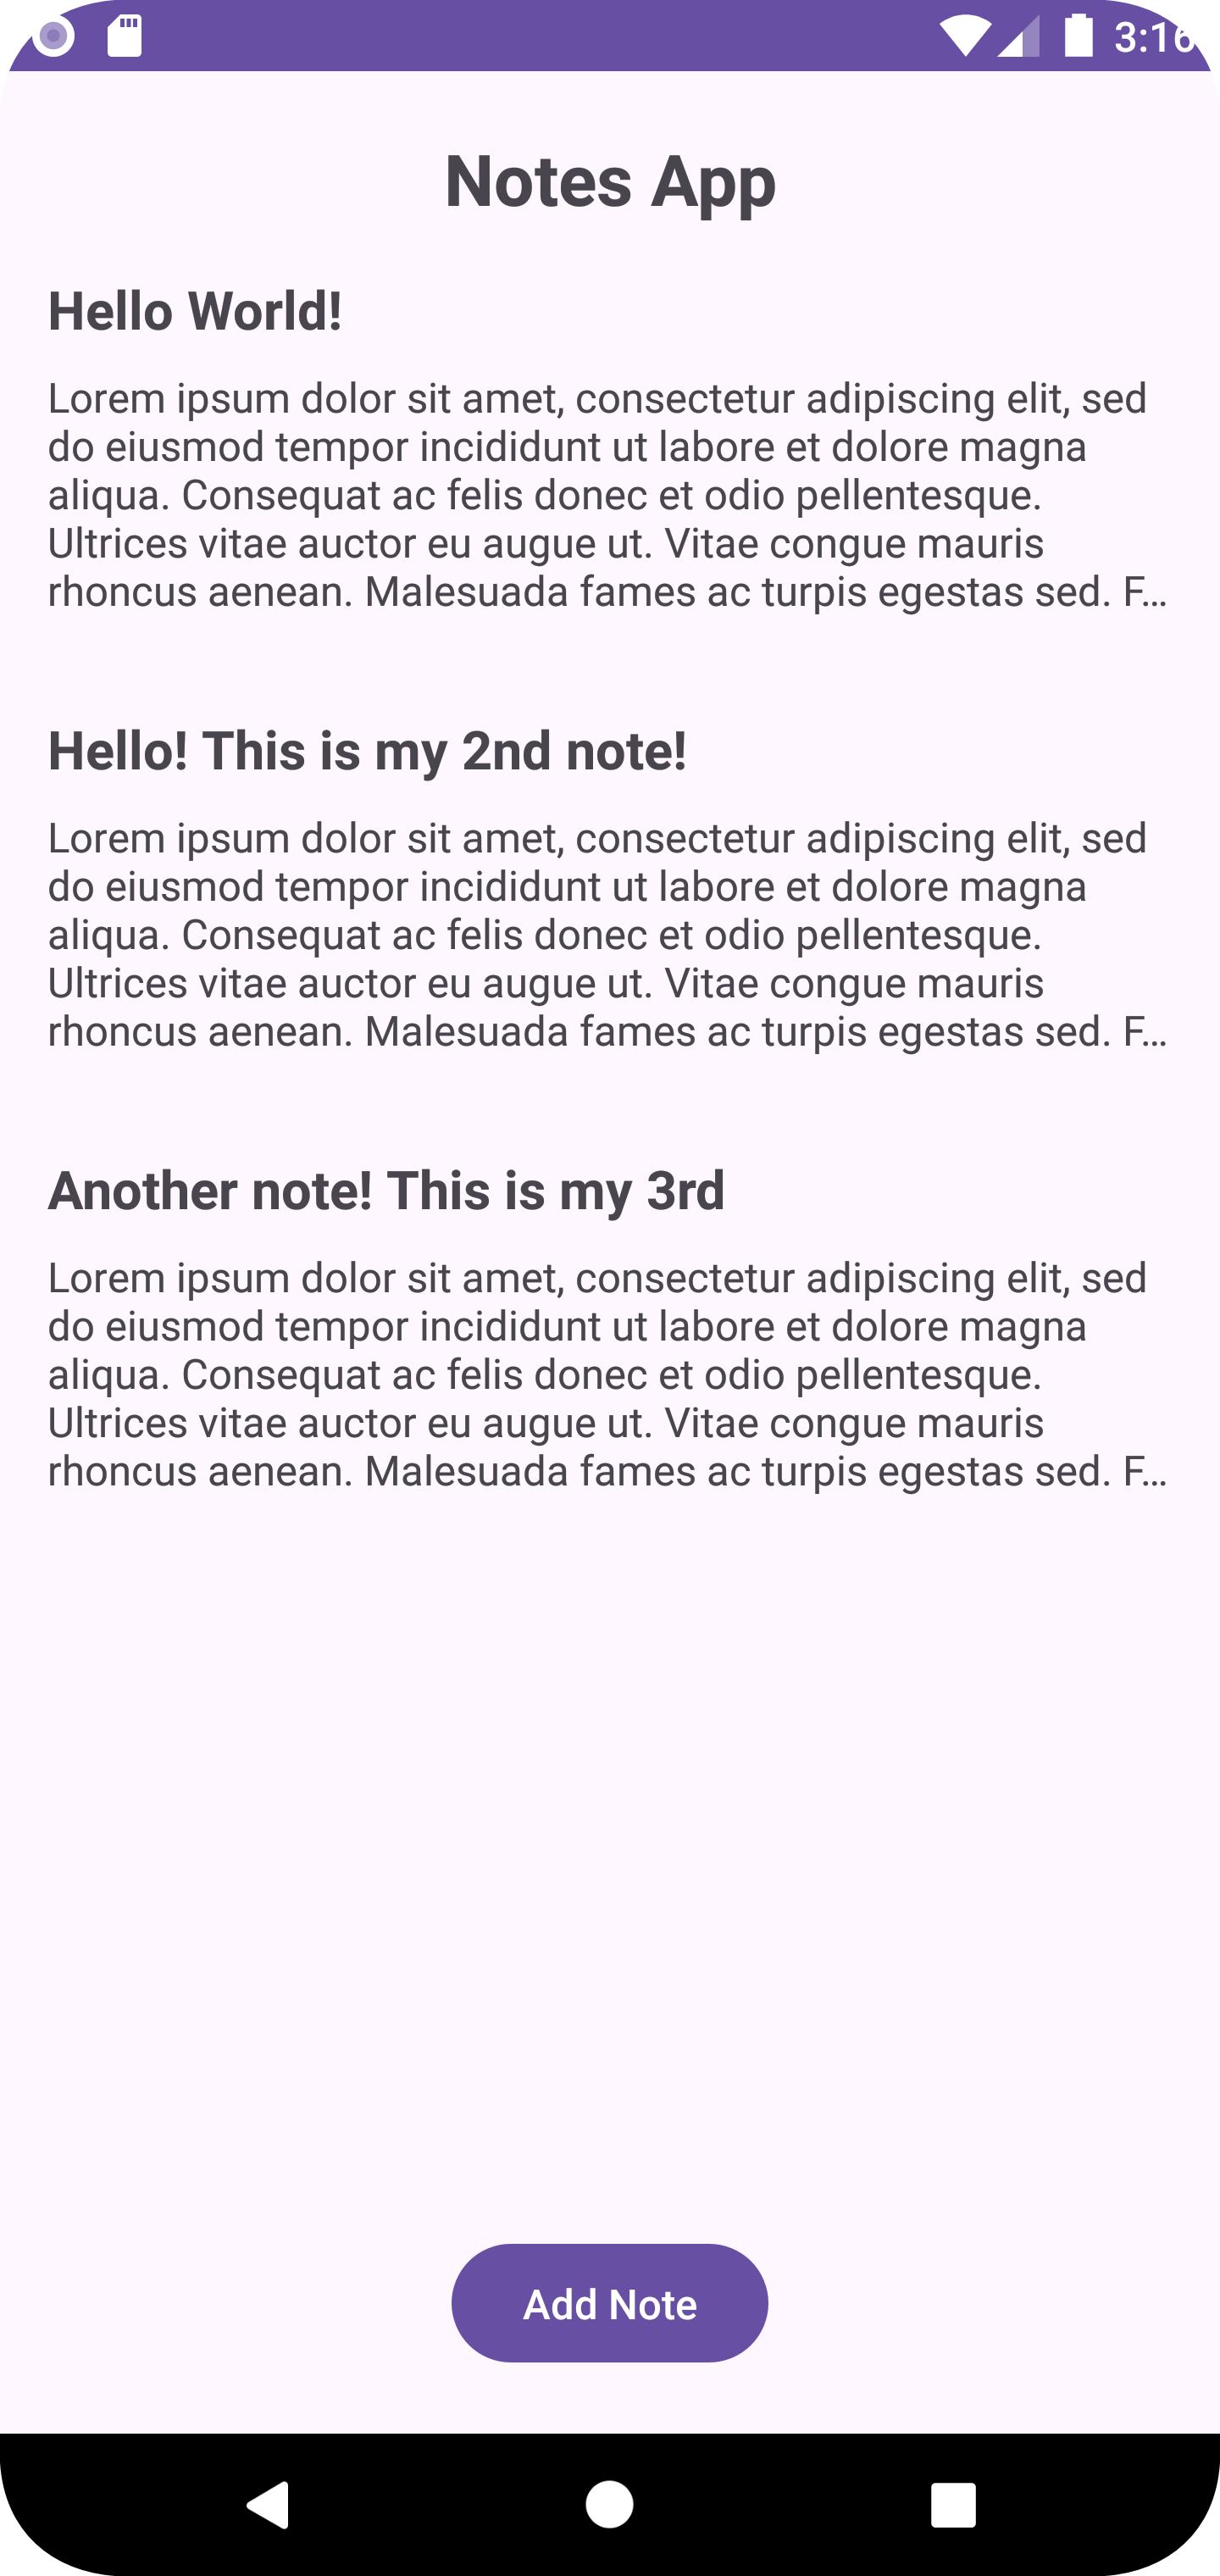 3:16
Notes App
Hello World!
Lorem ipsum dolor sit amet, consectetur adipiscing elit, sed
do eiusmod tempor incididunt ut labore et dolore magna
aliqua. Consequat ac felis donec et odio pellentesque.
Ultrices vitae auctor eu augue ut. Vitae congue mauris
rhoncus aenean. Malesuada fames ac turpis egestas sed. F…
Hello! This is my 2nd note!
Lorem ipsum dolor sit amet, consectetur adipiscing elit, sed
do eiusmod tempor incididunt ut labore et dolore magna
aliqua. Consequat ac felis donec et odio pellentesque.
Ultrices vitae auctor eu augue ut. Vitae congue mauris
rhoncus aenean. Malesuada fames ac turpis egestas sed. F…
Another note! This is my 3rd
Lorem ipsum dolor sit amet, consectetur adipiscing elit, sed
do eiusmod tempor incididunt ut labore et dolore magna
aliqua. Consequat ac felis donec et odio pellentesque.
Ultrices vitae auctor eu augue ut. Vitae congue mauris
rhoncus aenean. Malesuada fames ac turpis egestas sed. F…
Add Note